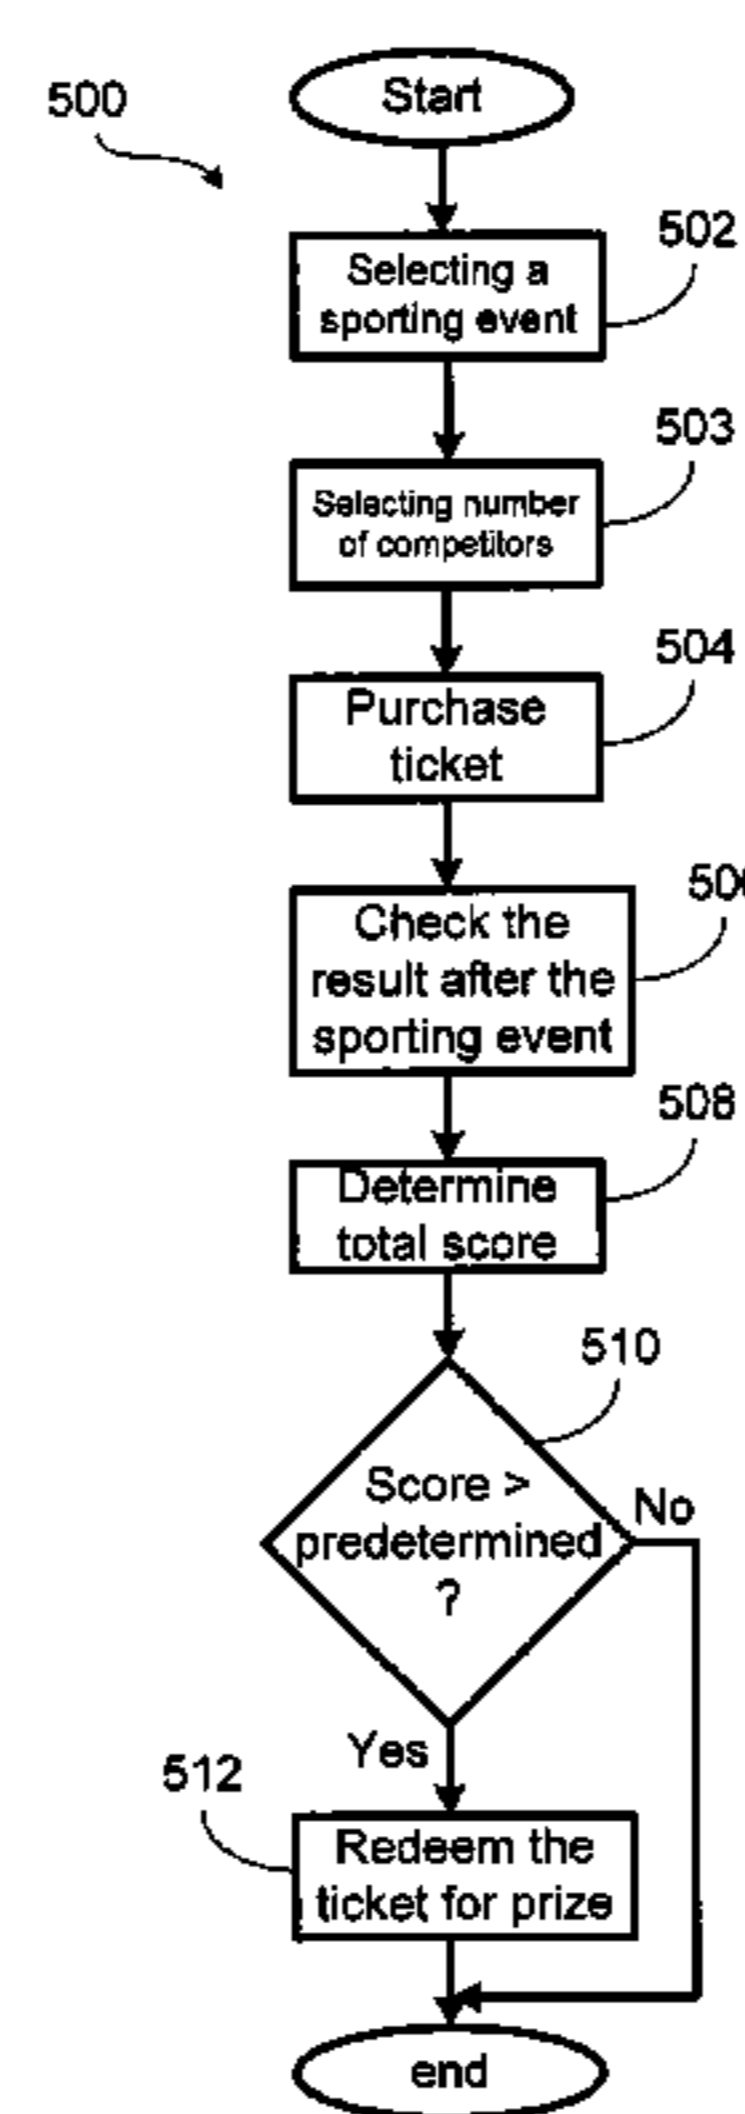 500
Start
502
Selecting a
sporting event
503
Selecting number
of competitors
504
Purchase
ticket
Check the
result after the
sporting event
508
Determine
total score
510
Score >
predetermined
?
No
Yes
512
Redeem the
ticket for prize
end